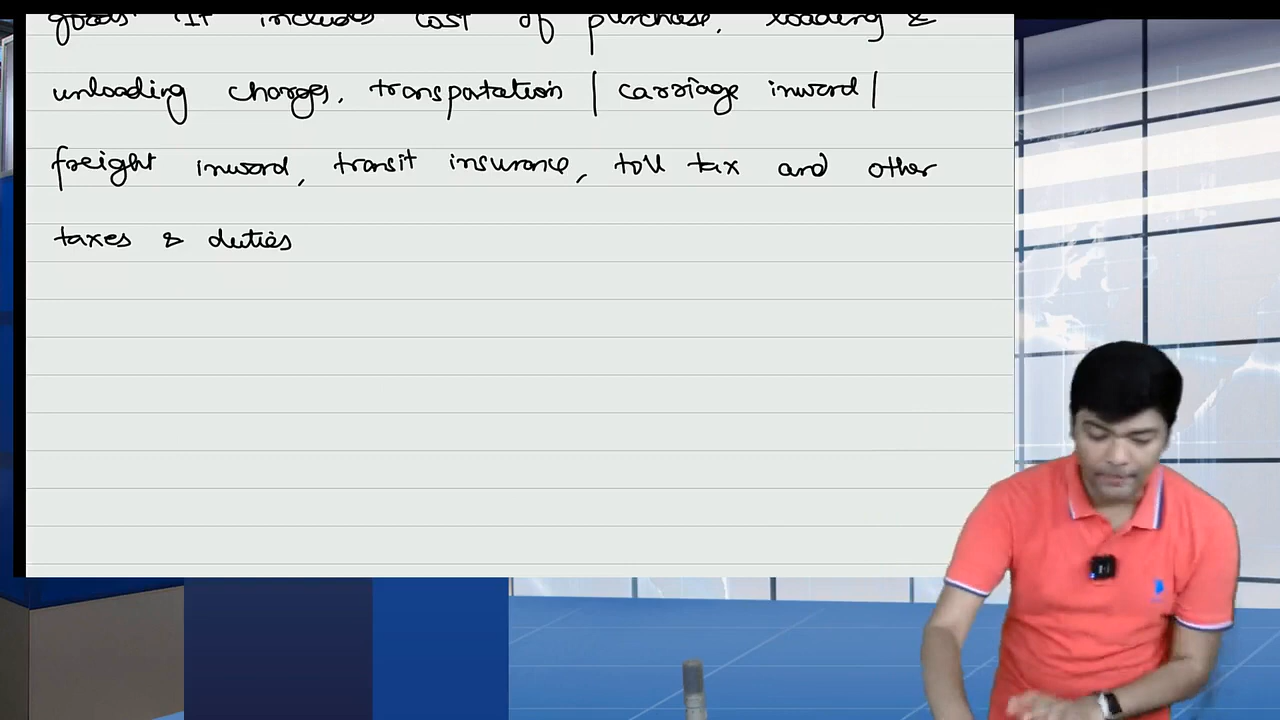 goods. It includes cost of purchase, loading &
unloading charges, transportation | carriage inward |
freight inward, transit insurance, toll tax and other
taxes & duties